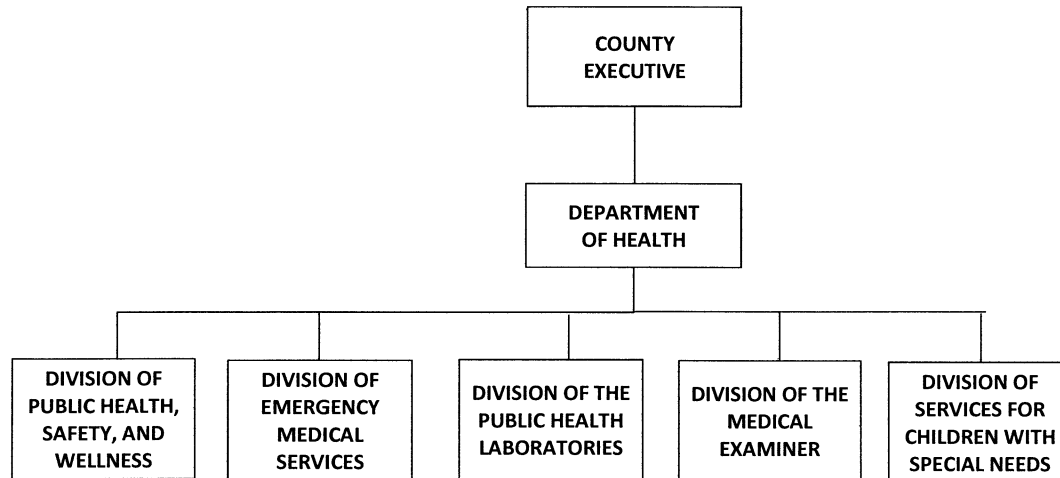 COUNTY
EXECUTIVE
DEPARTMENT
OF HEALTH
DIVISION OF
PUBLIC HEALTH,
SAFETY, AND
WELLNESS
DIVISION OF
EMERGENCY
MEDICAL
SERVICES
DIVISION OF THE
PUBLIC HEALTH
LABORATORIES
DIVISION OF THE
MEDICAL
EXAMINER
DIVISION OF
SERVICES FOR
CHILDREN WITH
SPECIAL NEEDS